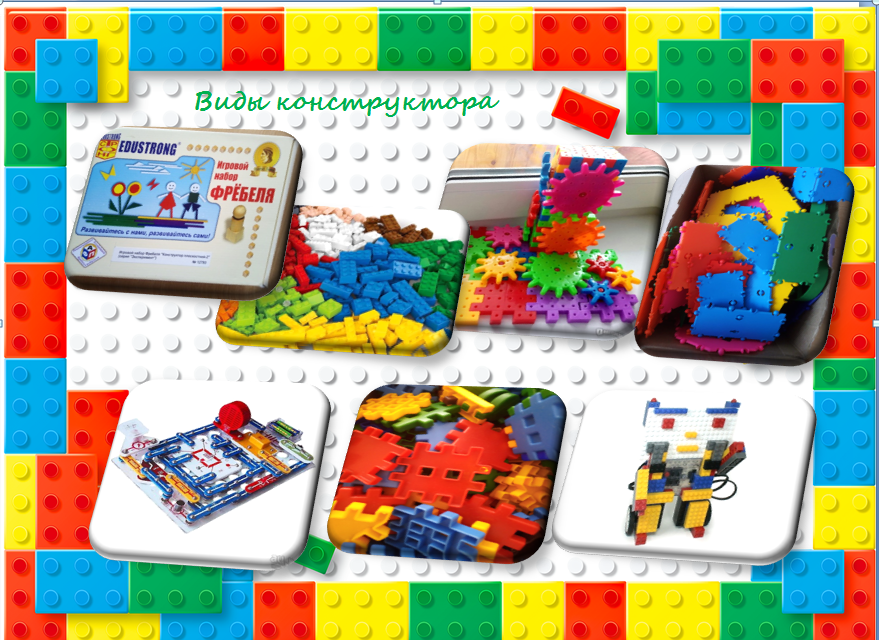 Виды конструктора
EDUSTRONG
Игровой
набор
ФРЁБЕЛЯ
Развивайтесь с нами, развивайтесь сами!